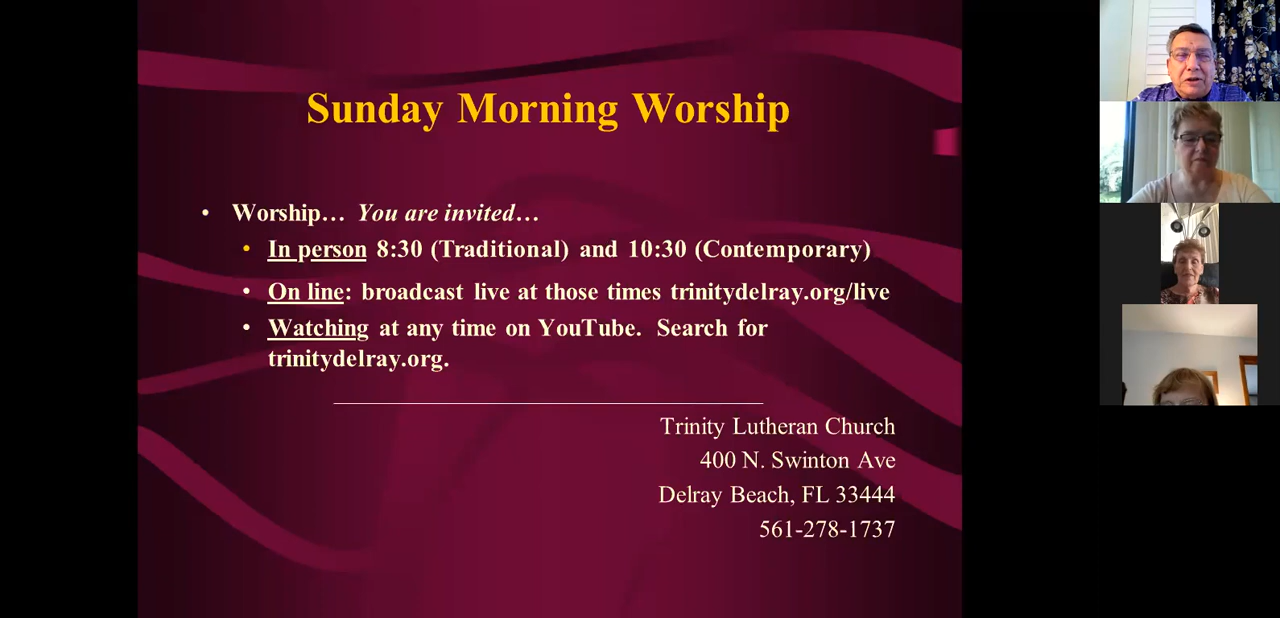 Sunday Morning Worship
• Worship… You are invited…
• In person 8:30 (Traditional) and 10:30 (Contemporary)
• On line: broadcast live at those times trinitydelray.org/live
• Watching at any time on YouTube. Search for
trinitydelray.org.
Trinity Lutheran Church
400 N. Swinton Ave
Delray Beach, FL 33444
561-278-1737